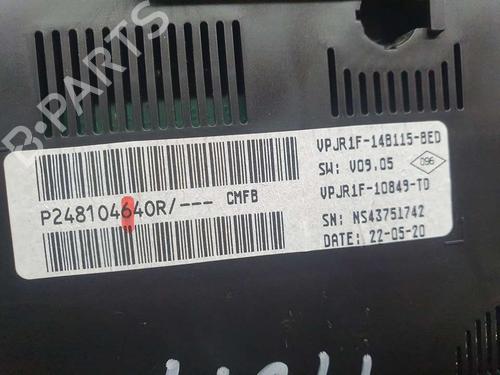 B-PARTS
VPJR1F-14B115-BED
SW: V09.05
096
VPJR1F-10849-TD
P248104640R/--- CMFB
SN: NS43751742
DATE: 22-05-20